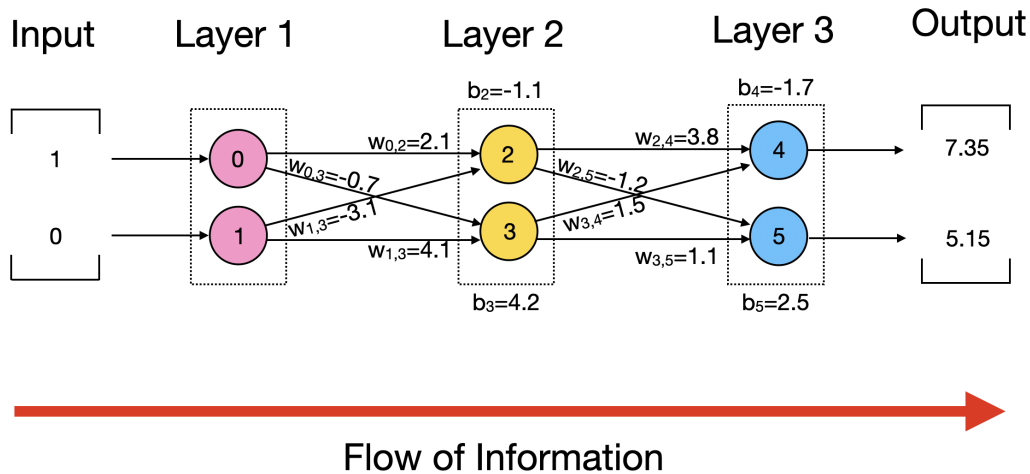 Input
Layer 1
Layer 2
Layer 3
Output
b₂=-1.1
b₄=-1.7
1
0
w₀,₂=2.1
2
w₂,₄=3.8
4
7.35
w₀,₃=-0.7
w₂,₅=-1.2
w₁,₃=-3.1
w₃,₄=1.5
0
1
w₁,₃=4.1
3
w₃,₅=1.1
5
5.15
b₃=4.2
b₅=2.5
Flow of Information